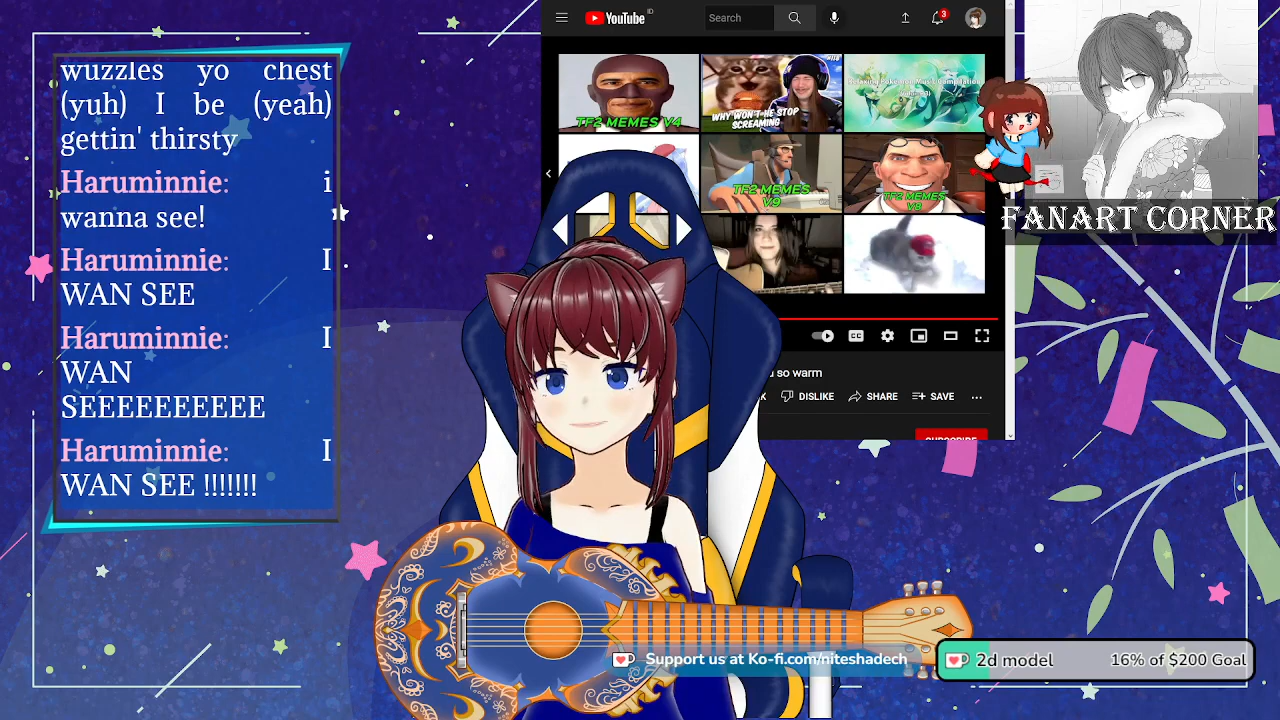 wuzzles yo chest
(yuh) I be (yeah)
gettin' thirsty
Haruminnie: i
wanna see!
Haruminnie: I
WAN SEE
Haruminnie: I
WAN
SEEEEEEEEEE
Haruminnie: I
WAN SEE !!!!!!!
YouTube ID
Search
3
TF2 MEMES V4
WHY WON'T HE STOP
SCREAMING
TF2 MEMES
V9
TF2 MEMES
V8
CC
so warm
DISLIKE
SHARE
SAVE
SUBSCRIBE
FANART CORNER
Support us at Ko-fi.com/niteshadech
2d model
16% of $200 Goal